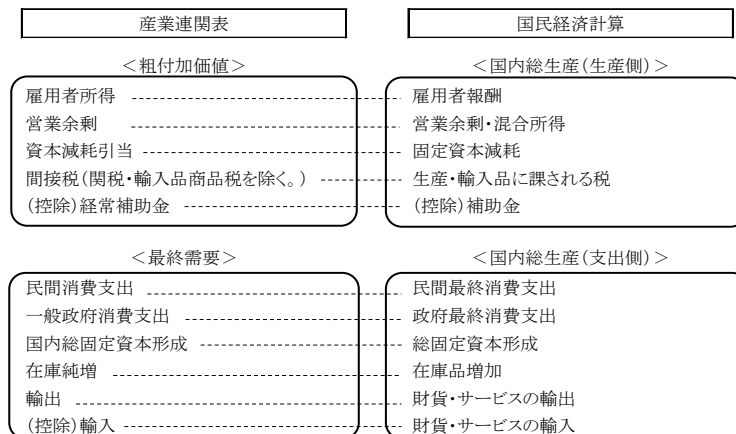 産業連関表 国民経済計算
＜粗付加価値＞ ＜国内総生産(生産側)＞
雇用者所得 雇用者報酬
営業余剰 営業余剰・混合所得
資本減耗引当 固定資本減耗
間接税(関税・輸入品商品税を除く。) 生産・輸入品に課される税
(控除)経常補助金 (控除)補助金
＜最終需要＞ ＜国内総生産(支出側)＞
民間消費支出 民間最終消費支出
一般政府消費支出 政府最終消費支出
国内総固定資本形成 総固定資本形成
在庫純増 在庫品増加
輸出 財貨・サービスの輸出
(控除)輸入 財貨・サービスの輸入